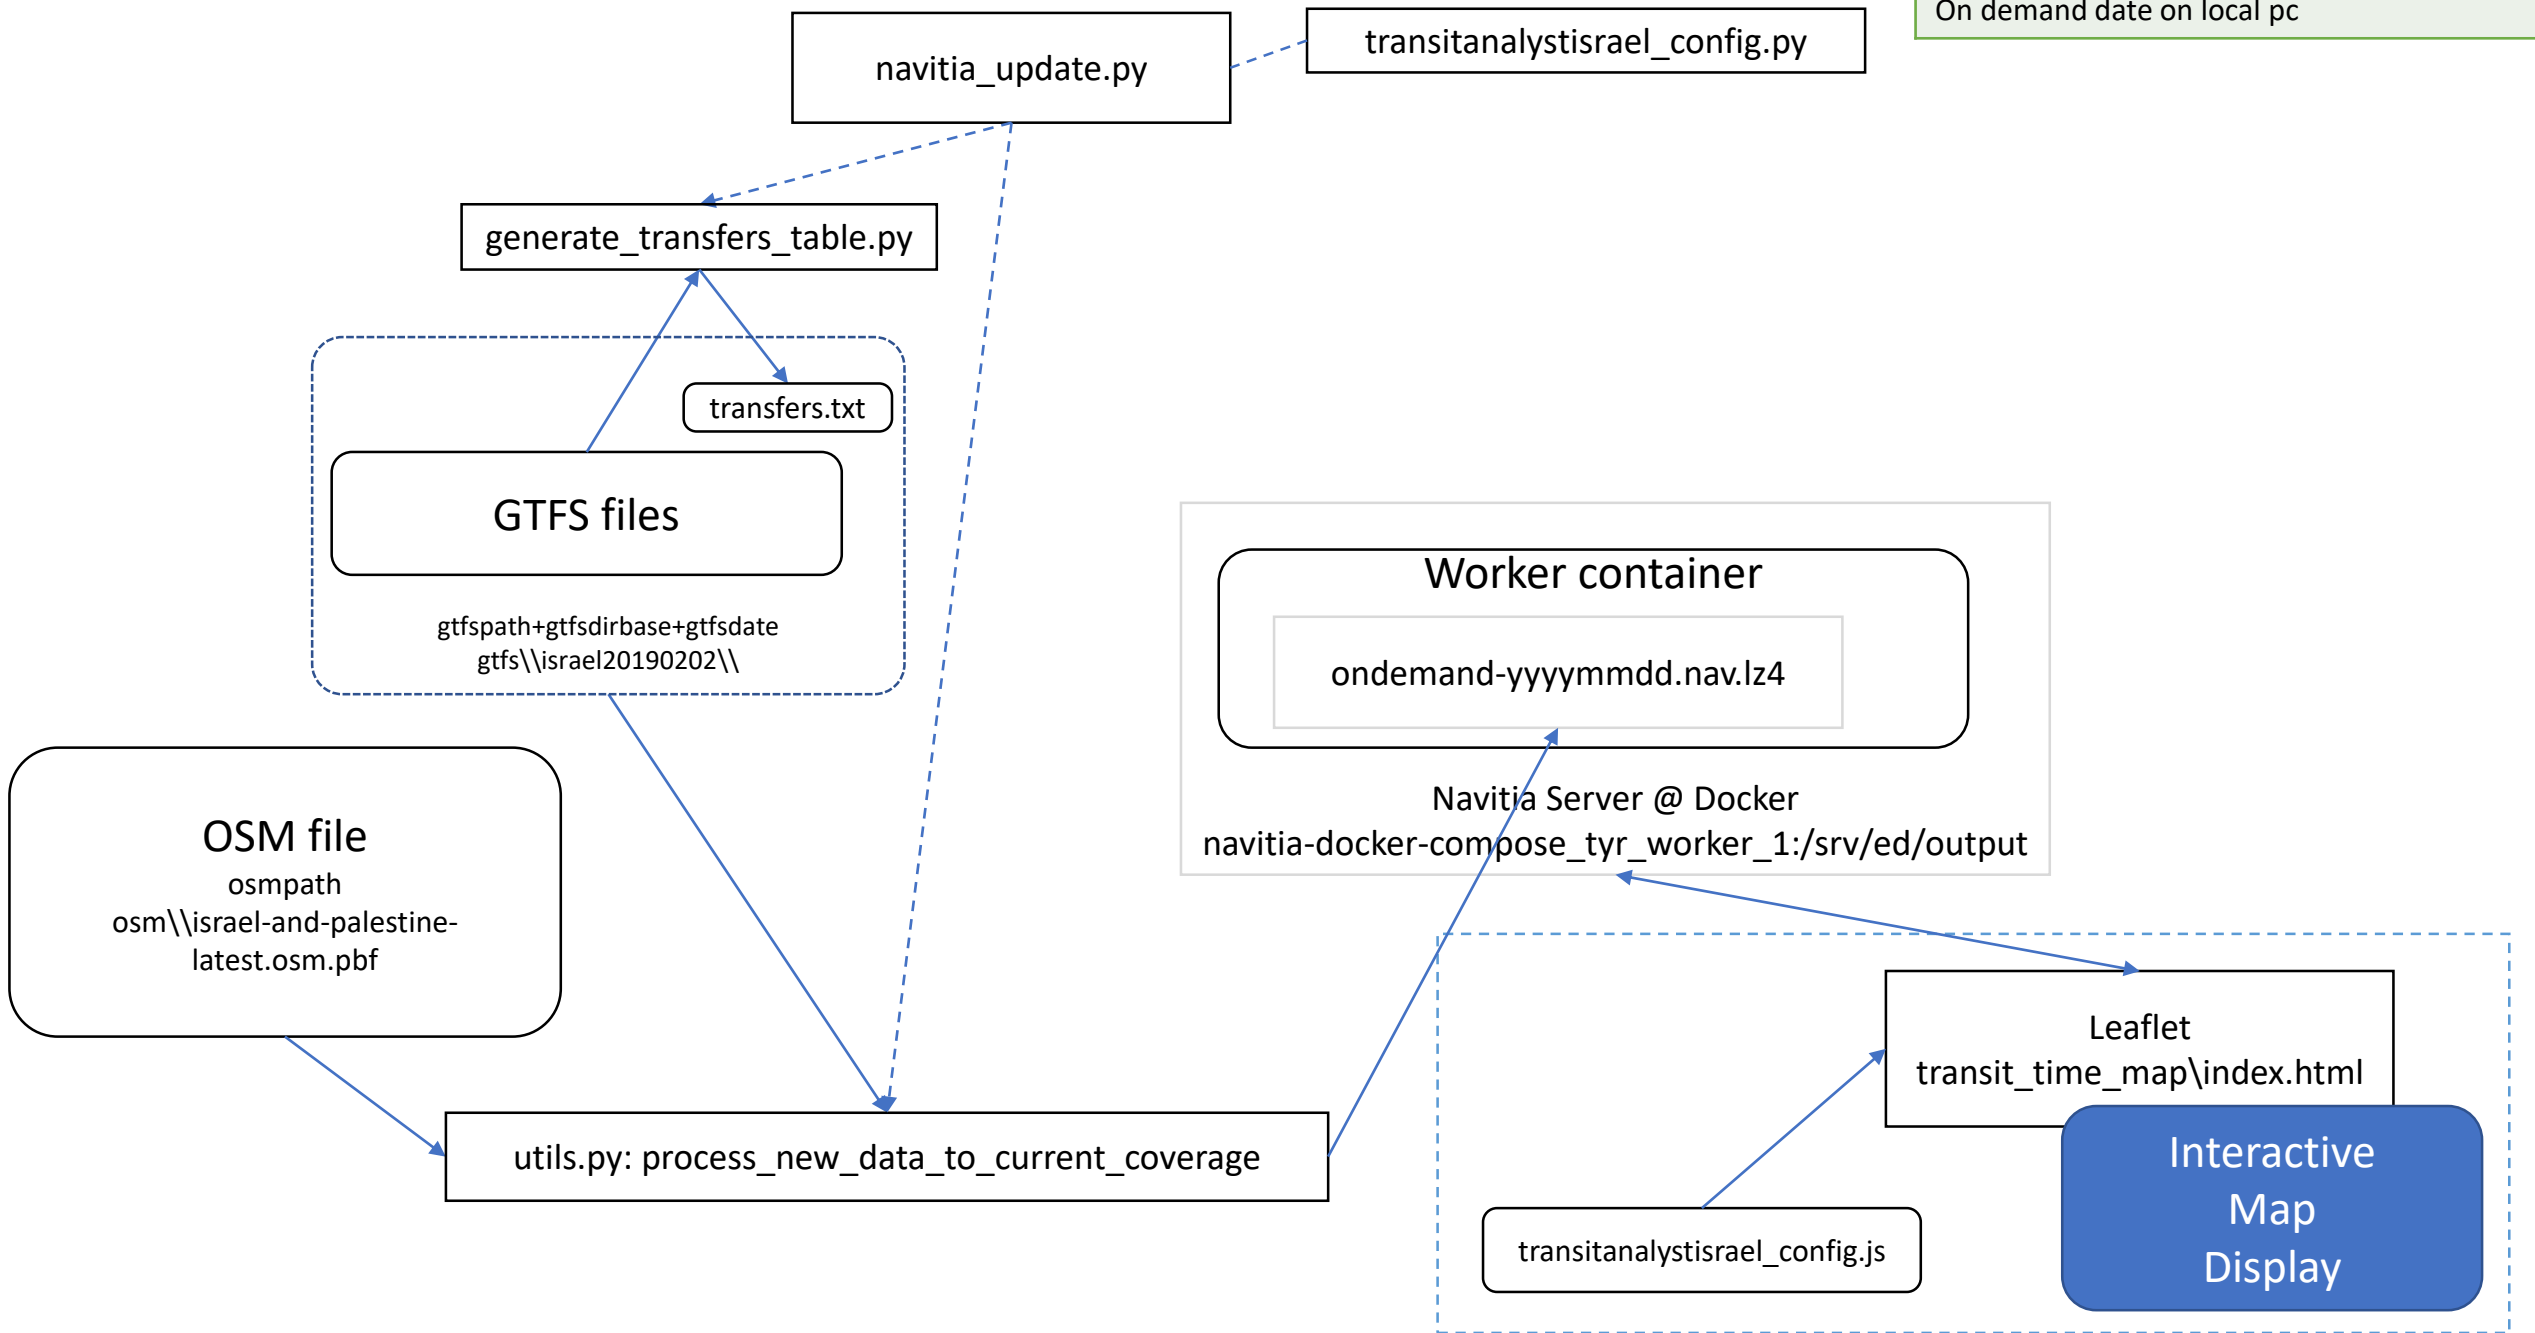 On demand date on local pc
navitia_update.py
transitanalystisrael_config.py
generate_transfers_table.py
transfers.txt
GTFS files
gtfspath+gtfsdirbase+gtfsdate
gtfs\\israel20190202\\
Worker container
ondemand-yyyymmdd.nav.lz4
Navitia Server @ Docker
navitia-docker-compose_tyr_worker_1:/srv/ed/output
OSM file
osmpath
osm\\israel-and-palestine-
latest.osm.pbf
Leaflet
transit_time_map\index.html
utils.py: process_new_data_to_current_coverage
transitanalystisrael_config.js
Interactive
Map
Display